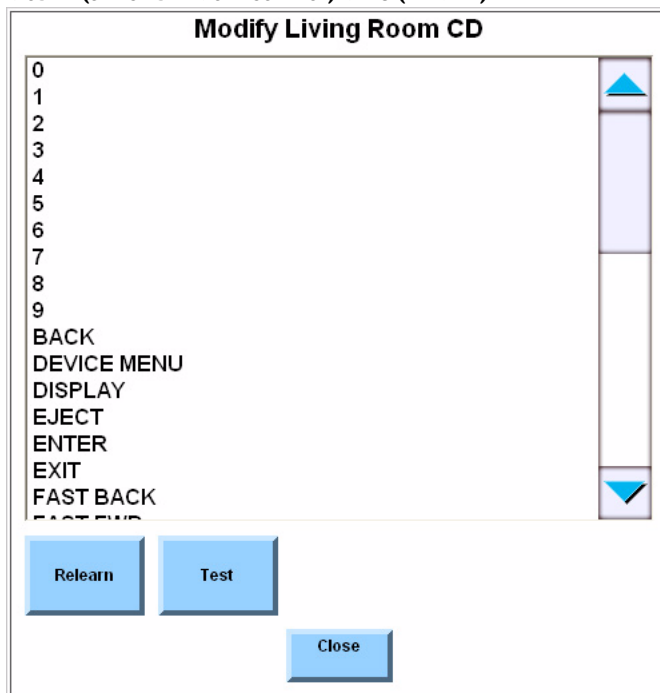 Modify Living Room CD
0
1
2
3
4
5
6
7
8
9
BACK
DEVICE MENU
DISPLAY
EJECT
ENTER
EXIT
FAST BACK
Relearn Test
Close